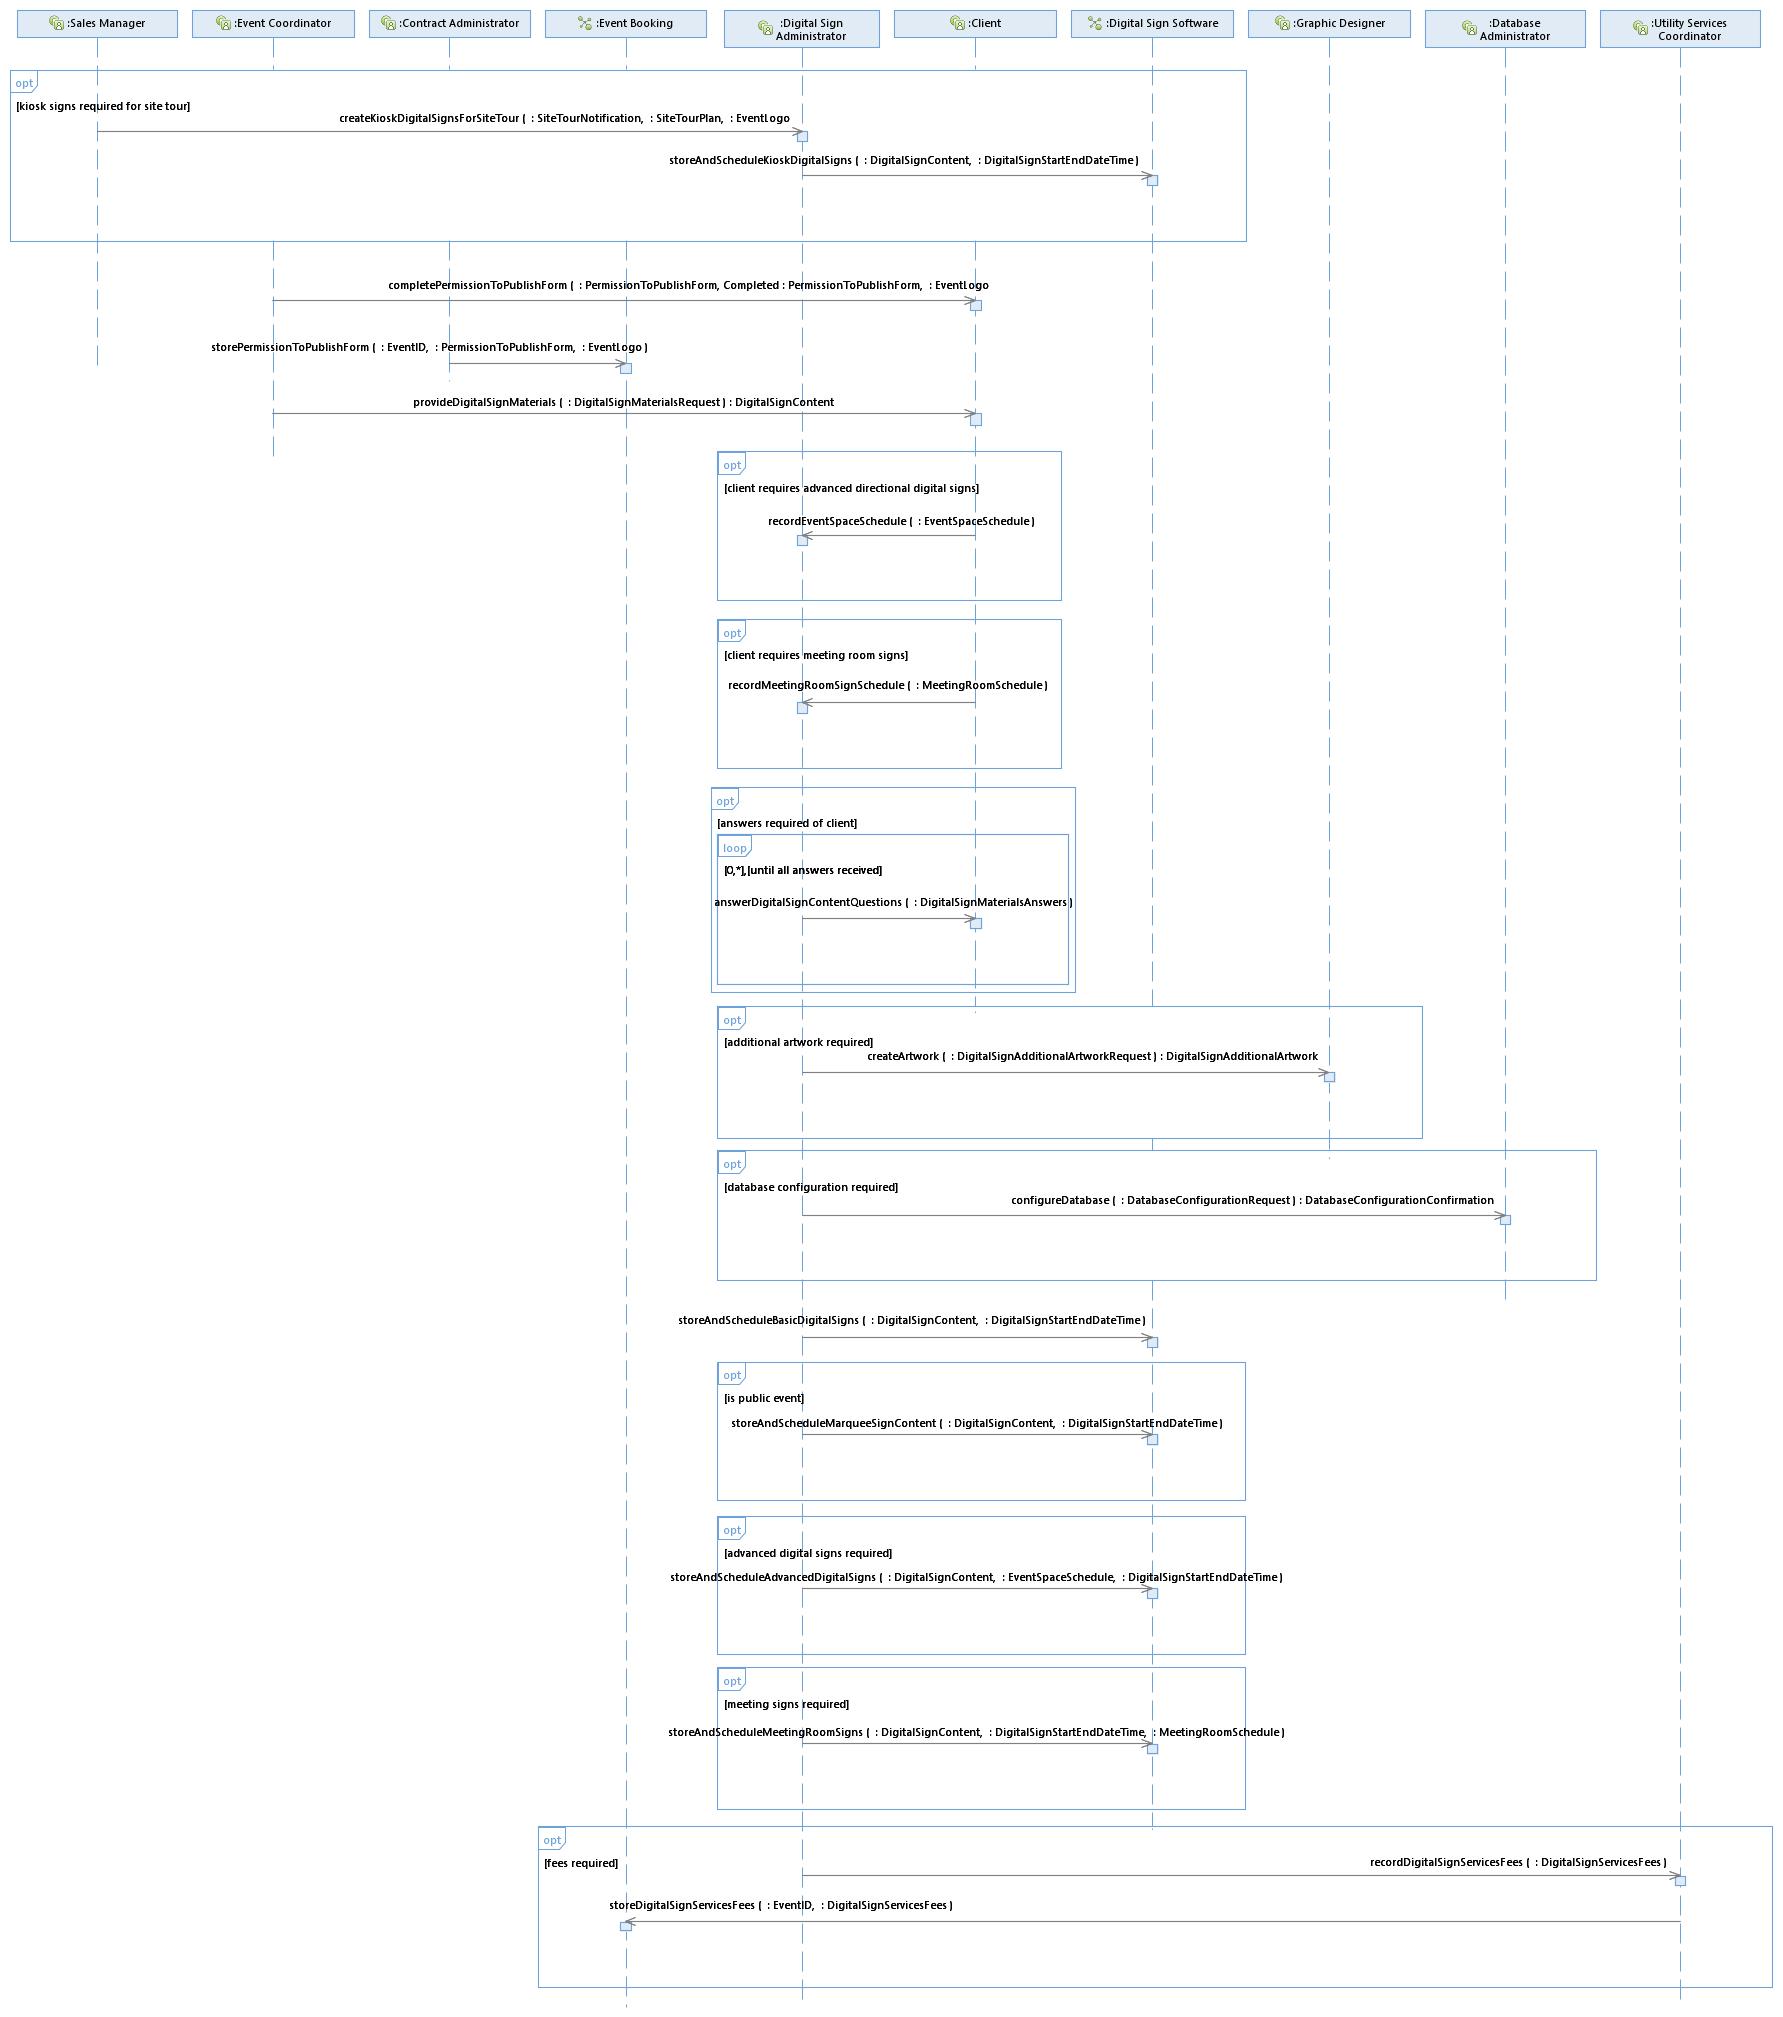 :Sales Manager
:Event Coordinator
:Contract Administrator
:Event Booking
:Digital Sign
Administrator
:Client
:Digital Sign Software
:Graphic Designer
:Database
Administrator
:Utility Services
Coordinator
opt
[kiosk signs required for site tour]
createKioskDigitalSignsForSiteTour ( : SiteTourNotification, : SiteTourPlan, : EventLogo
storeAndScheduleKioskDigitalSigns ( : DigitalSignContent, : DigitalSignStartEndDateTime)
completePermissionToPublishForm ( : PermissionToPublishForm, Completed : PermissionToPublishForm, : EventLogo
storePermissionToPublishForm ( : EventID, : PermissionToPublishForm, : EventLogo )
provideDigitalSignMaterials ( : DigitalSignMaterialsRequest) : DigitalSignContent
opt
[client requires advanced directional digital signs]
recordEventSpaceSchedule ( : EventSpaceSchedule)
opt
[client requires meeting room signs]
recordMeetingRoomSignSchedule ( : MeetingRoomSchedule)
opt
[answers required of client]
loop
[0,*],[until all answers received]
answerDigitalSignContentQuestions ( : DigitalSignMaterialsAnswers)
opt
[additional artwork required]
createArtwork ( : DigitalSignAdditionalArtworkRequest) : DigitalSignAdditionalArtwork
opt
[database configuration required]
configureDatabase ( : DatabaseConfigurationRequest) : DatabaseConfigurationConfirmation
storeAndScheduleBasicDigitalSigns ( : DigitalSignContent, : DigitalSignStartEndDateTime)
opt
[is public event]
storeAndScheduleMarqueeSignContent ( : DigitalSignContent, : DigitalSignStartEndDateTime)
opt
[advanced digital signs required]
storeAndScheduleAdvancedDigitalSigns ( : DigitalSignContent, : EventSpaceSchedule, : DigitalSignStartEndDateTime)
opt
[meeting signs required]
storeAndScheduleMeetingRoomSigns ( : DigitalSignContent, : DigitalSignStartEndDateTime, : MeetingRoomSchedule)
opt
[fees required]
recordDigitalSignServicesFees ( : DigitalSignServicesFees)
storeDigitalSignServicesFees ( : EventID, : DigitalSignServicesFees)